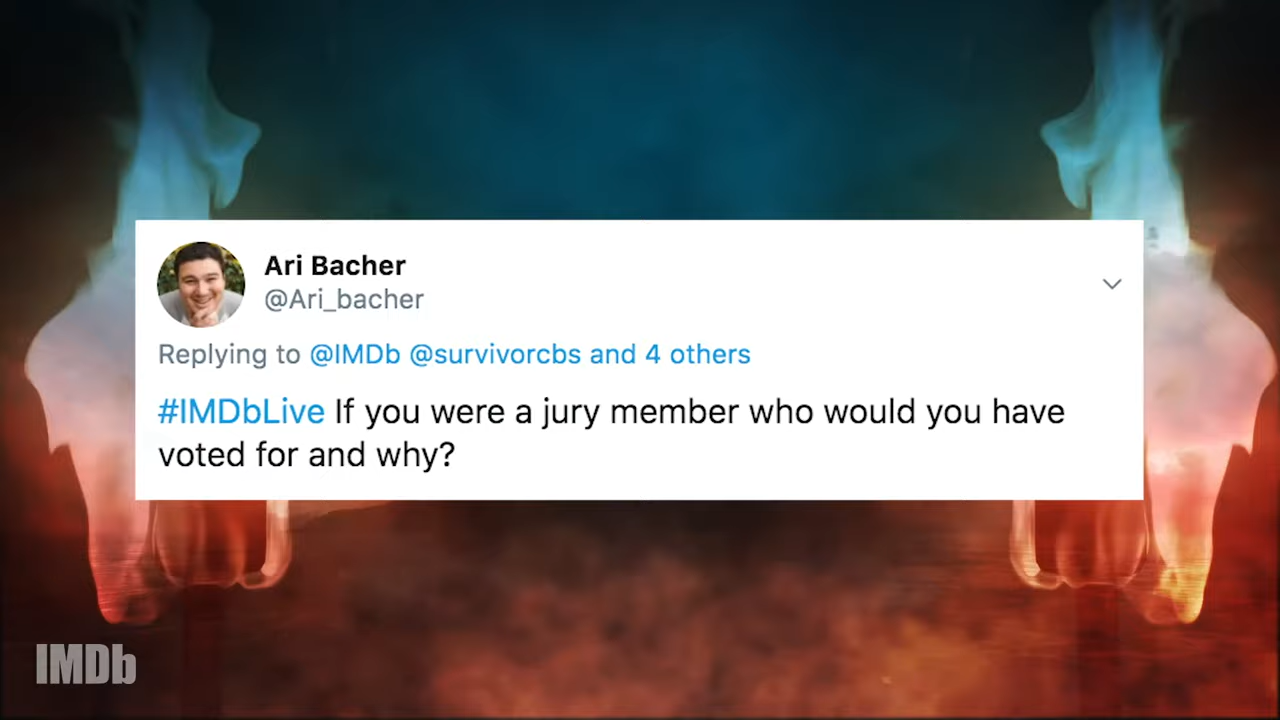 Ari Bacher
@Ari_bacher
Replying to @IMDb @survivorcbs and 4 others
#IMDbLive If you were a jury member who would you have
voted for and why?
IMDb